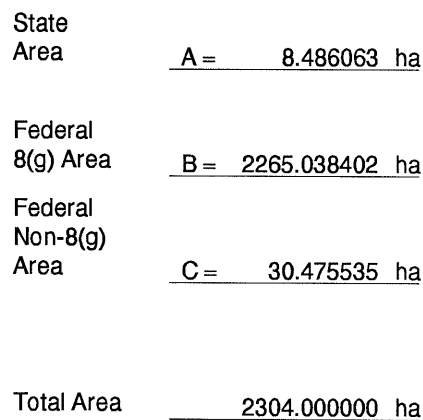 State
Area A = 8.486063 ha
Federal
8(g) Area B = 2265.038402 ha
Federal
Non-8(g)
Area C = 30.475535 ha
Total Area 2304.000000 ha